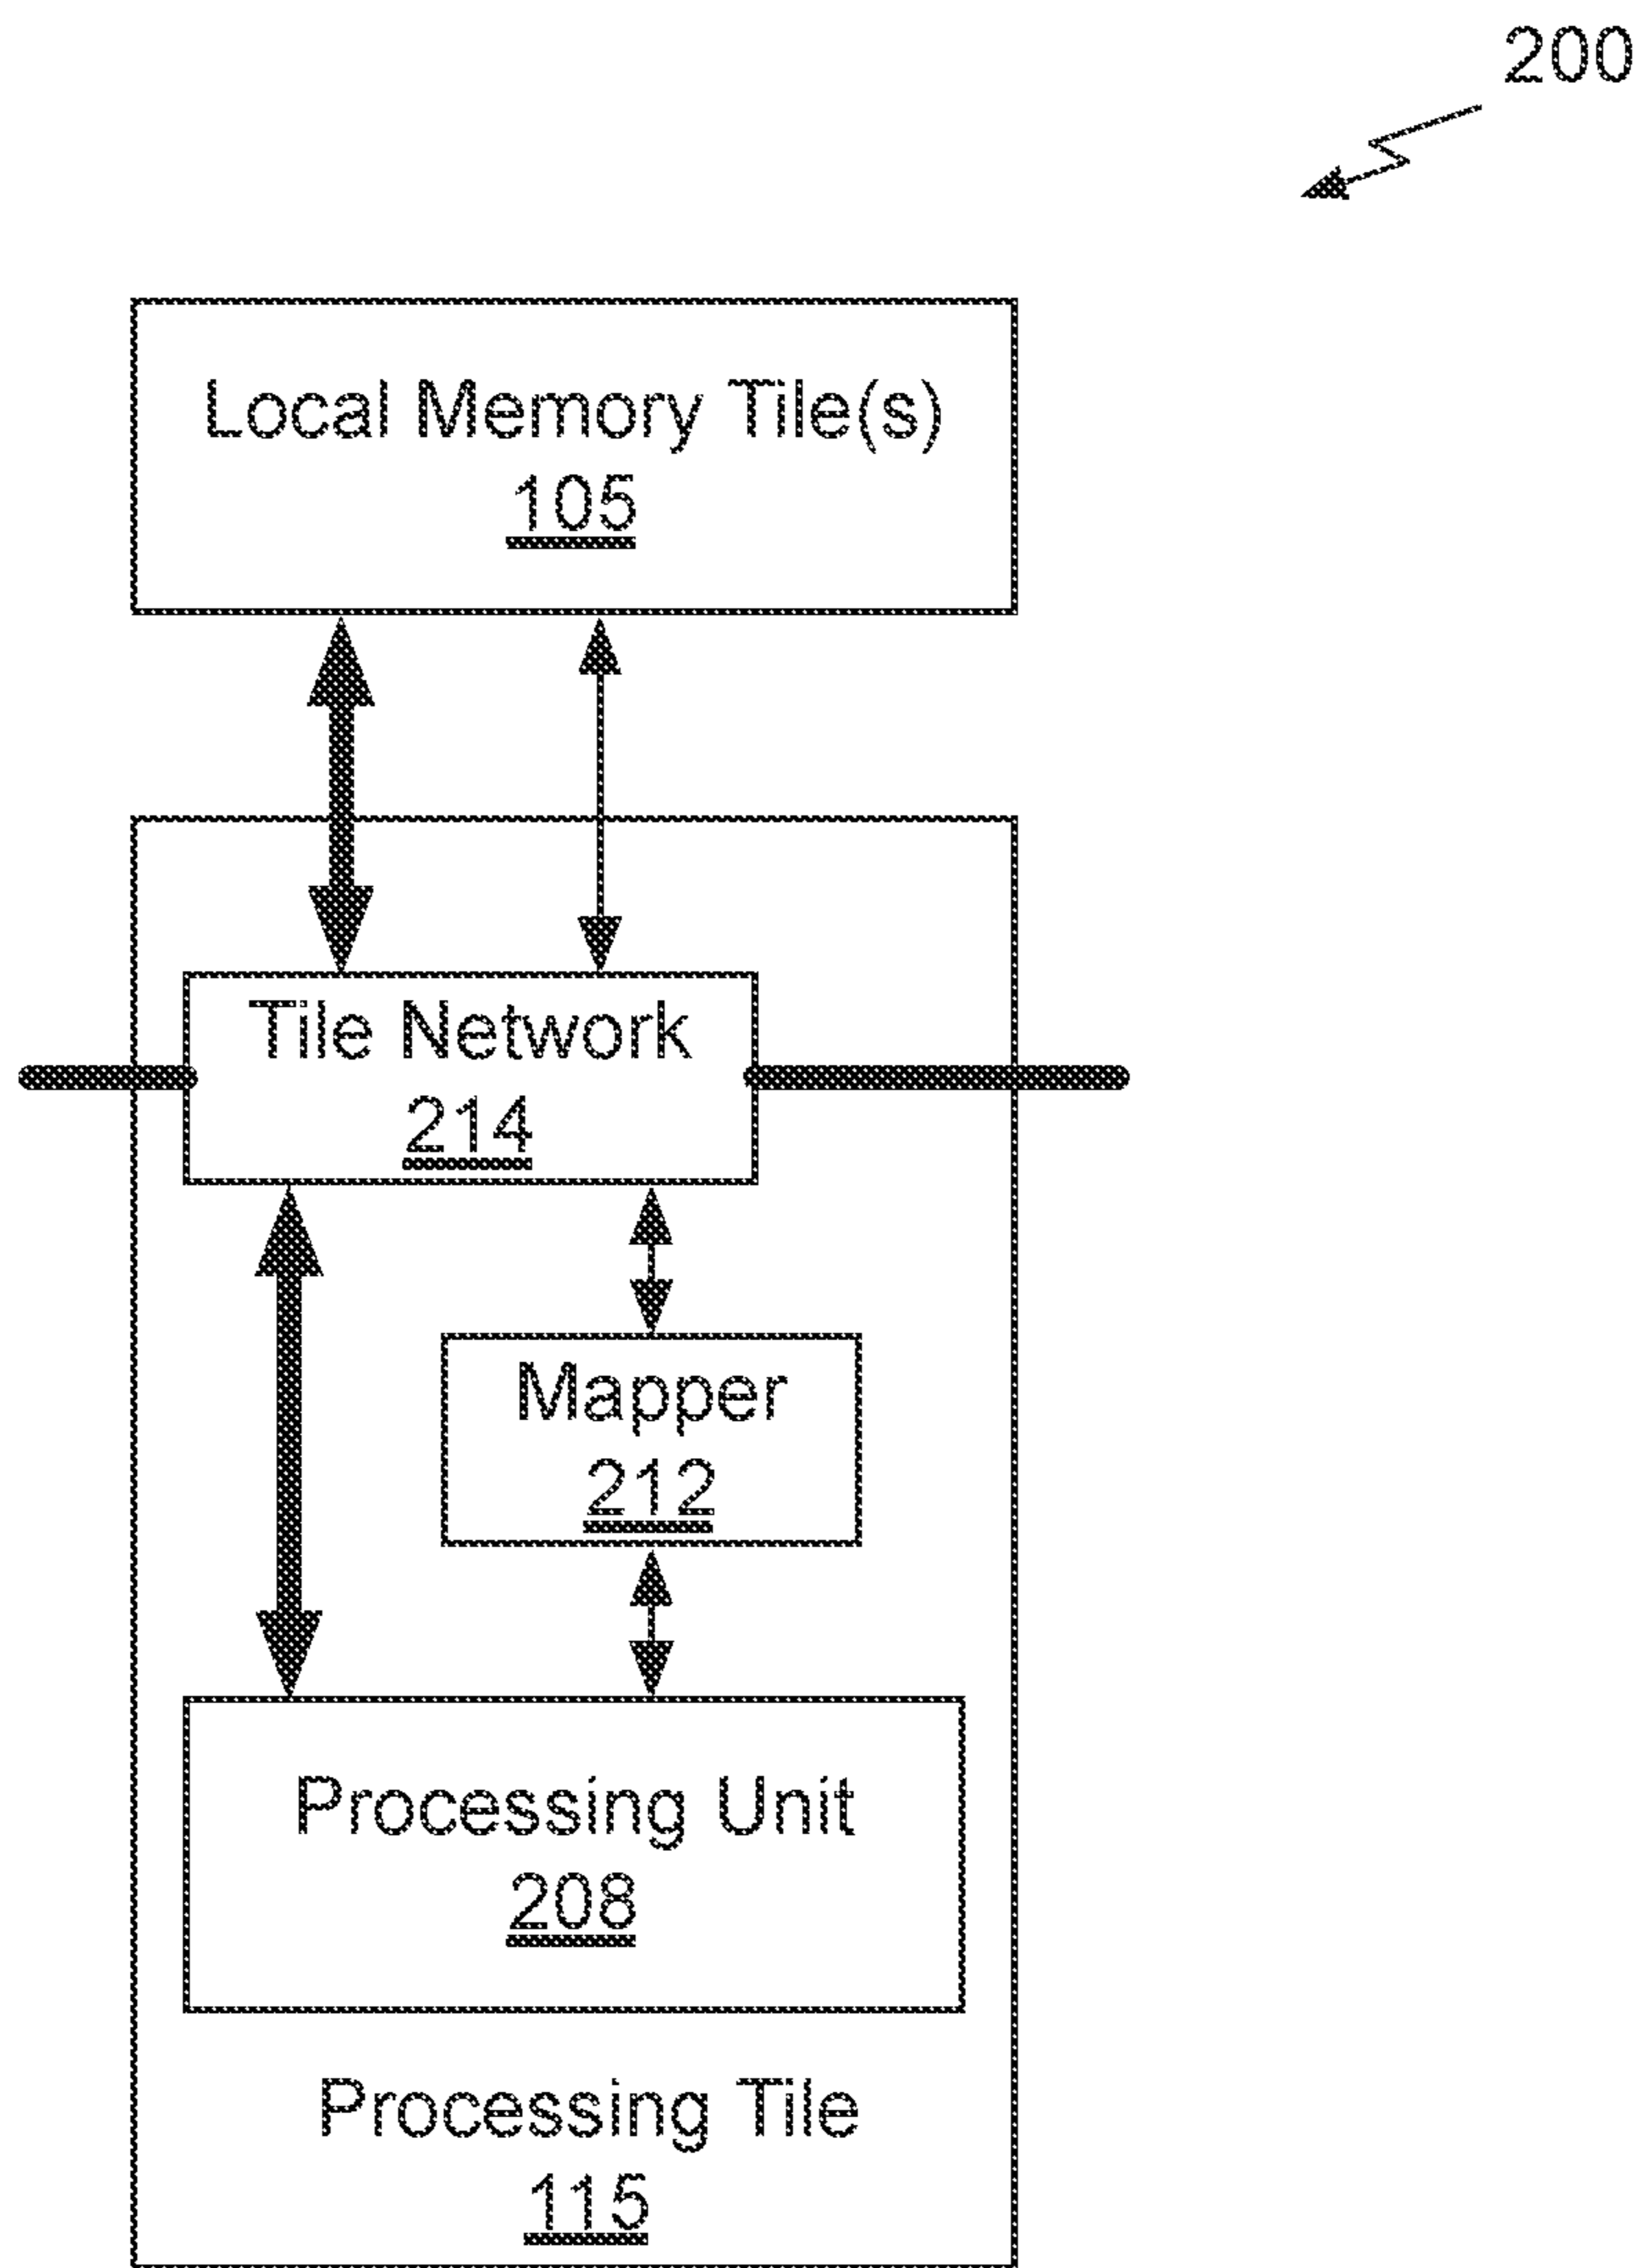 200
Local Memory Tile(s)
105
Tile Network
214
Mapper
212
Processing Unit
208
Processing Tile
115